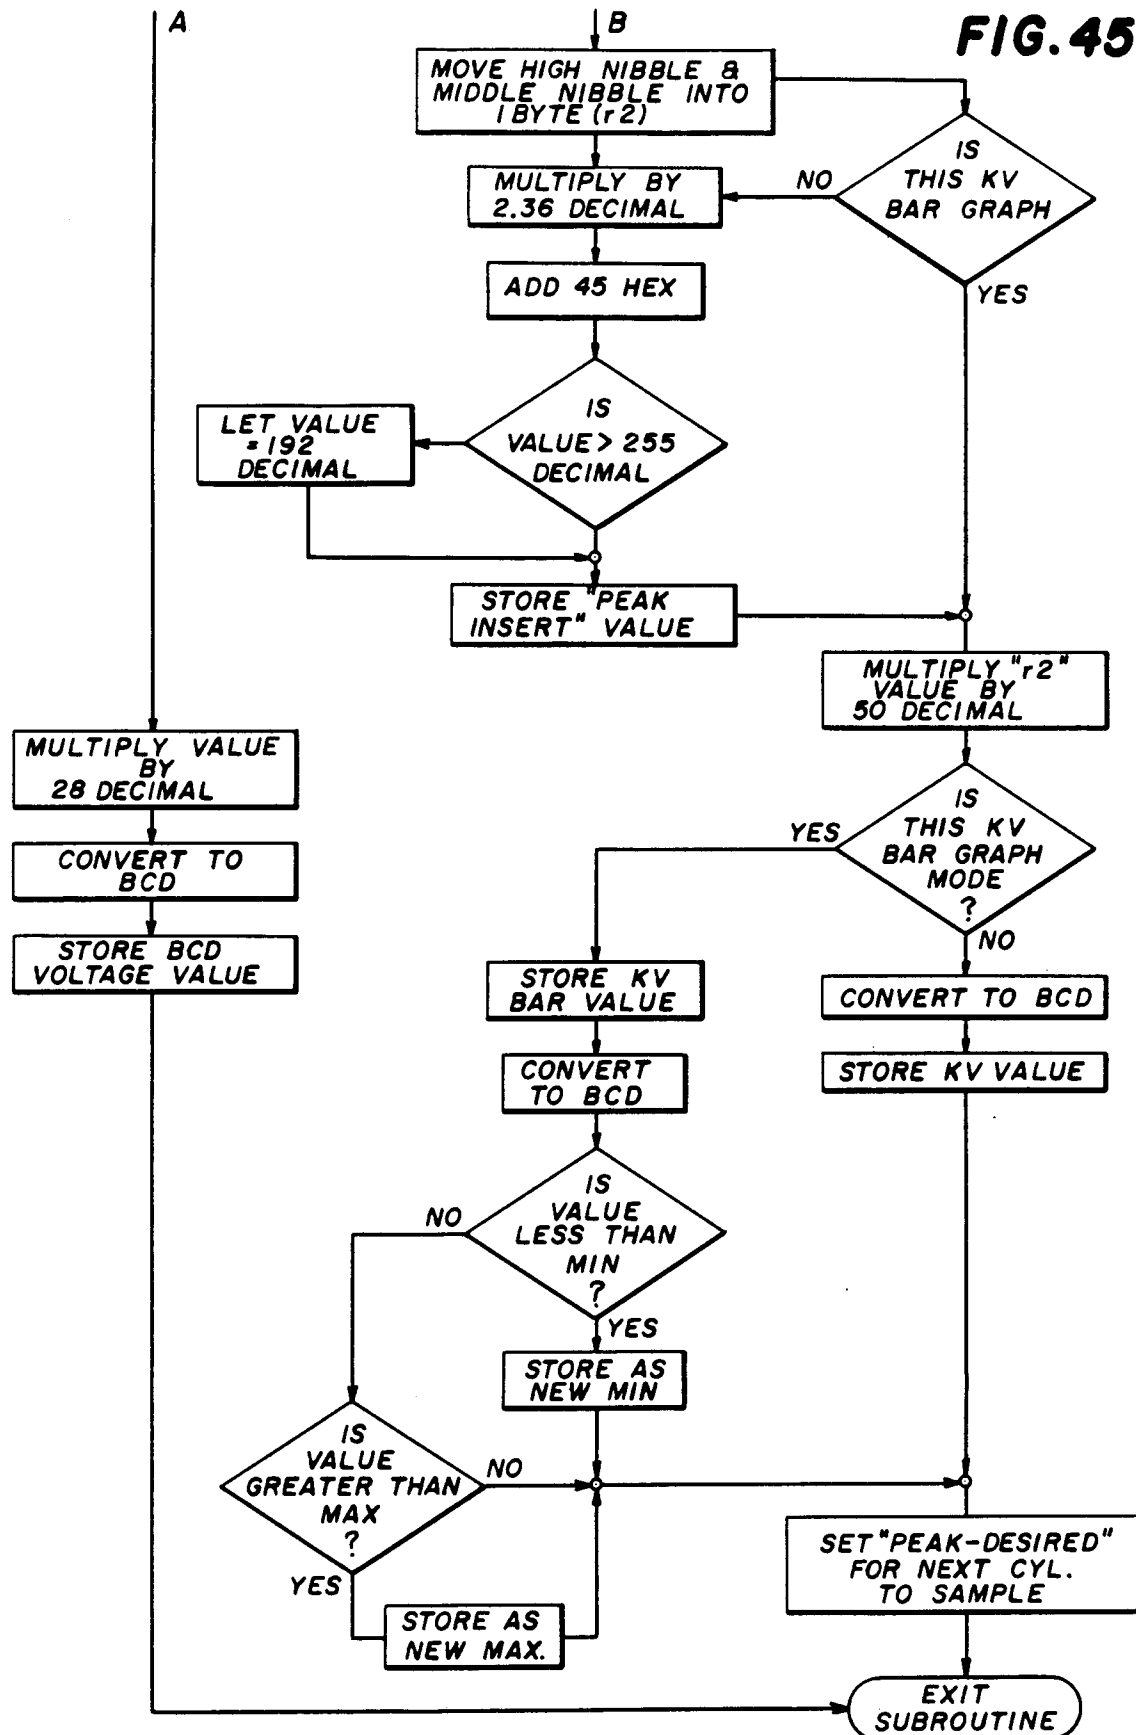 A
B
FIG.45
MOVE HIGH NIBBLE &
MIDDLE NIBBLE INTO
1 BYTE (r2)
IS
THIS KV
BAR GRAPH
NO
YES
MULTIPLY BY
2.36 DECIMAL
ADD 45 HEX
IS
VALUE > 255
DECIMAL
LET VALUE
=192
DECIMAL
STORE "PEAK
INSERT" VALUE
MULTIPLY "r2"
VALUE BY
50 DECIMAL
MULTIPLY VALUE
BY
28 DECIMAL
CONVERT TO
BCD
STORE BCD
VOLTAGE VALUE
IS
THIS KV
BAR GRAPH
MODE
?
YES
NO
STORE KV
BAR VALUE
CONVERT TO BCD
CONVERT
TO BCD
STORE KV VALUE
IS
VALUE
LESS THAN
MIN
?
NO
YES
STORE AS
NEW MIN
IS
VALUE
GREATER THAN
MAX
?
NO
YES
STORE AS
NEW MAX.
SET "PEAK-DESIRED"
FOR NEXT CYL.
TO SAMPLE
EXIT
SUBROUTINE